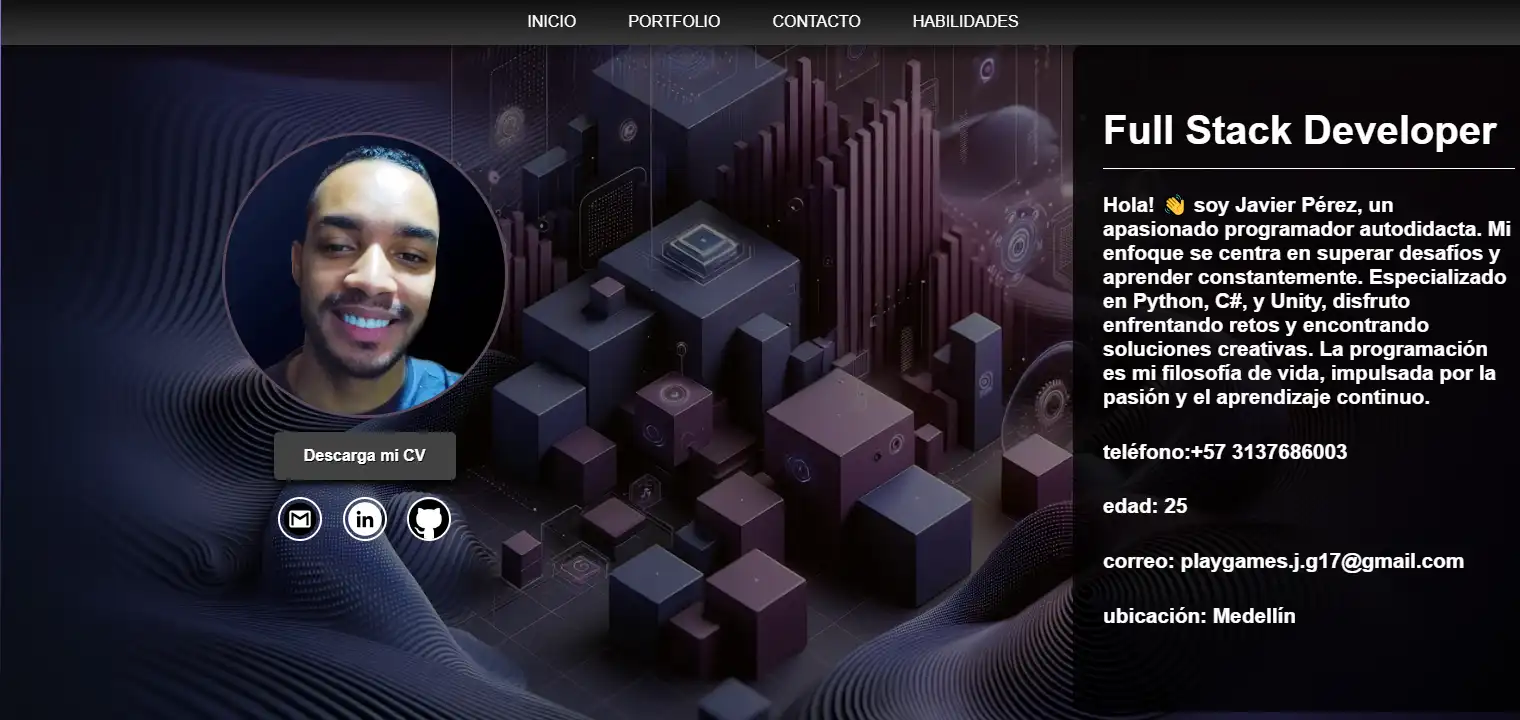 INICIO PORTFOLIO CONTACTO HABILIDADES
Full Stack Developer
Hola! 👋 soy Javier Pérez, un
apasionado programador autodidacta. Mi
enfoque se centra en superar desafíos y
aprender constantemente. Especializado
en Python, C#, y Unity, disfruto
enfrentando retos y encontrando
soluciones creativas. La programación
es mi filosofía de vida, impulsada por la
pasión y el aprendizaje continuo.
teléfono:+57 3137686003
edad: 25
correo: playgames.j.g17@gmail.com
ubicación: Medellín
Descarga mi CV
in